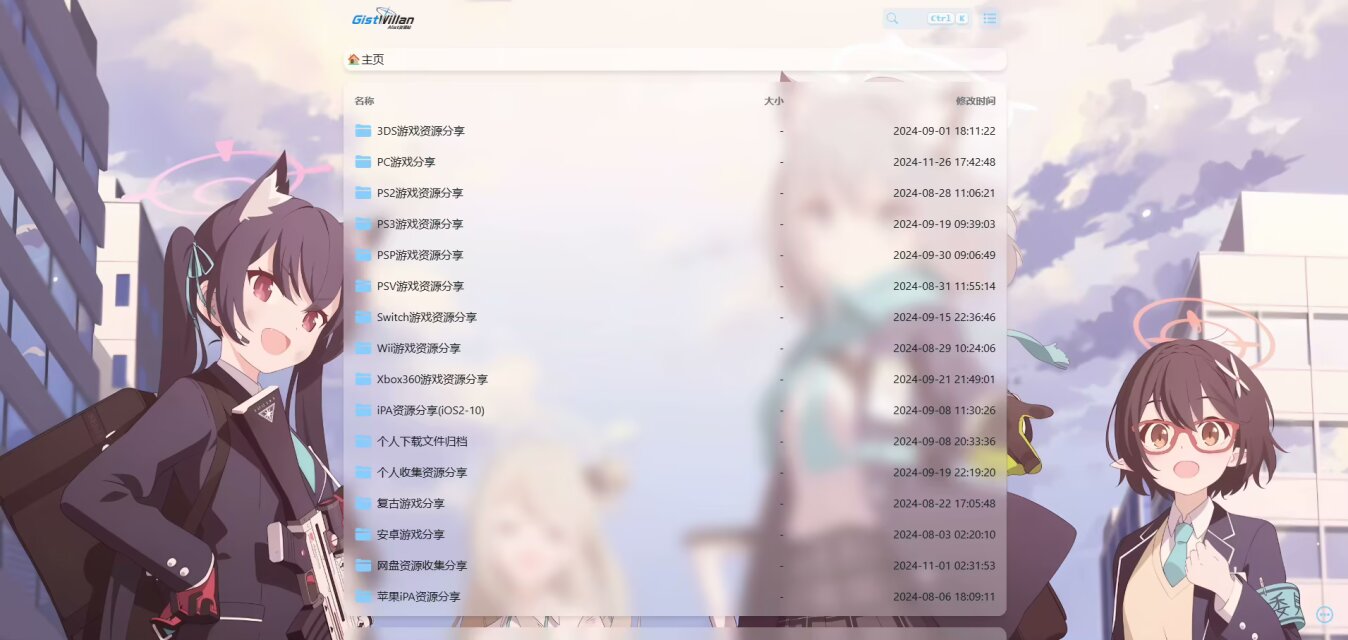 GistWillan
Ctrl K
🏠主页
名称 大小 修改时间
3DS游戏资源分享 - 2024-09-01 18:11:22
PC游戏分享 - 2024-11-26 17:42:48
PS2游戏资源分享 - 2024-08-28 11:06:21
PS3游戏资源分享 - 2024-09-19 09:39:03
PSP游戏资源分享 - 2024-09-30 09:06:49
PSV游戏资源分享 - 2024-08-31 11:55:14
Switch游戏资源分享 - 2024-09-15 22:36:46
Wii游戏资源分享 - 2024-08-29 10:24:06
Xbox360游戏资源分享 - 2024-09-21 21:49:01
iPA资源分享(iOS2-10) - 2024-09-08 11:30:26
个人下载文件归档 - 2024-09-08 20:33:36
个人收集资源分享 - 2024-09-19 22:19:20
复古游戏分享 - 2024-08-22 17:05:48
安卓游戏分享 - 2024-08-03 02:20:10
网盘资源收集分享 - 2024-11-01 02:31:53
苹果iPA资源分享 - 2024-08-06 18:09:11
委